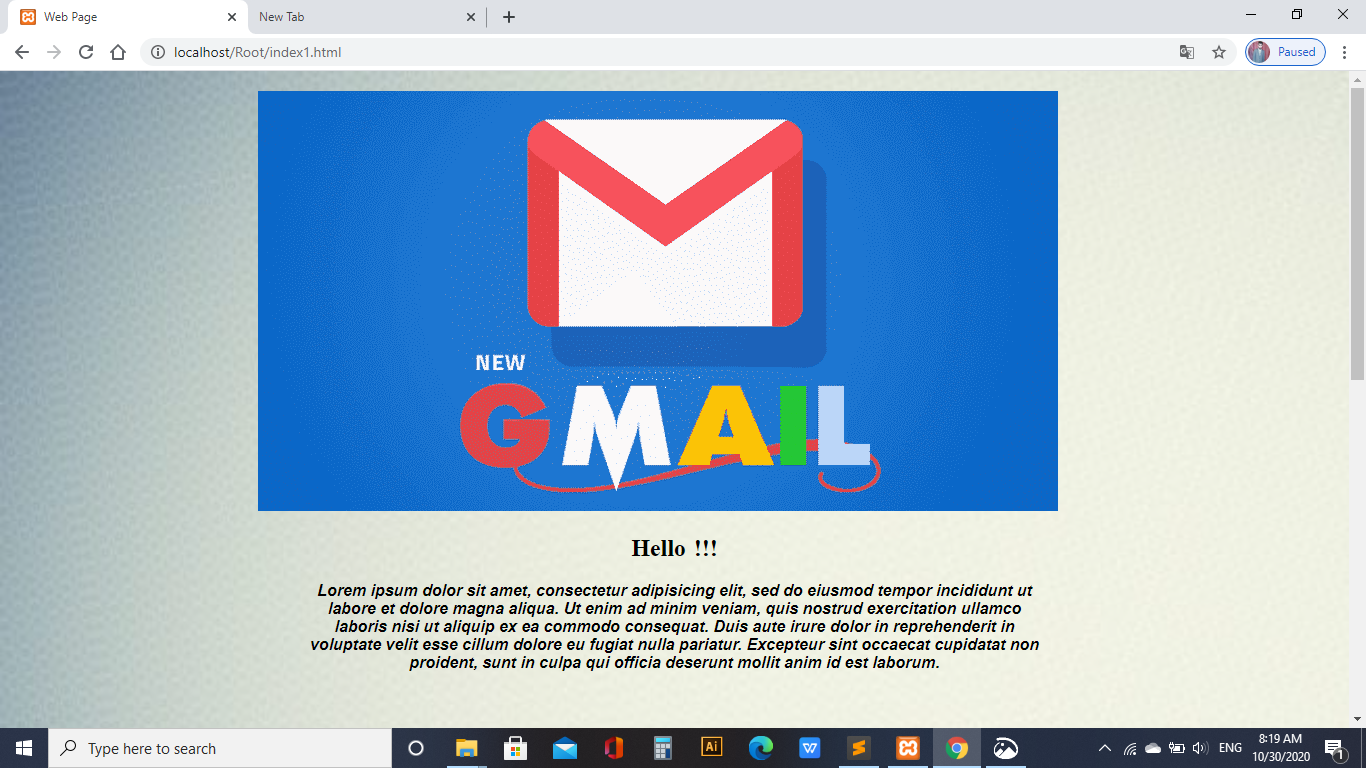 Web Page
New Tab
localhost/Root/index1.html
Paused
NEW
GMAIL
Hello !!!
Lorem ipsum dolor sit amet, consectetur adipisicing elit, sed do eiusmod tempor incididunt ut
labore et dolore magna aliqua. Ut enim ad minim veniam, quis nostrud exercitation ullamco
laboris nisi ut aliquip ex ea commodo consequat. Duis aute irure dolor in reprehenderit in
voluptate velit esse cillum dolore eu fugiat nulla pariatur. Excepteur sint occaecat cupidatat non
proident, sunt in culpa qui officia deserunt mollit anim id est laborum.
Type here to search
Ai
ENG
8:19 AM
10/30/2020
1